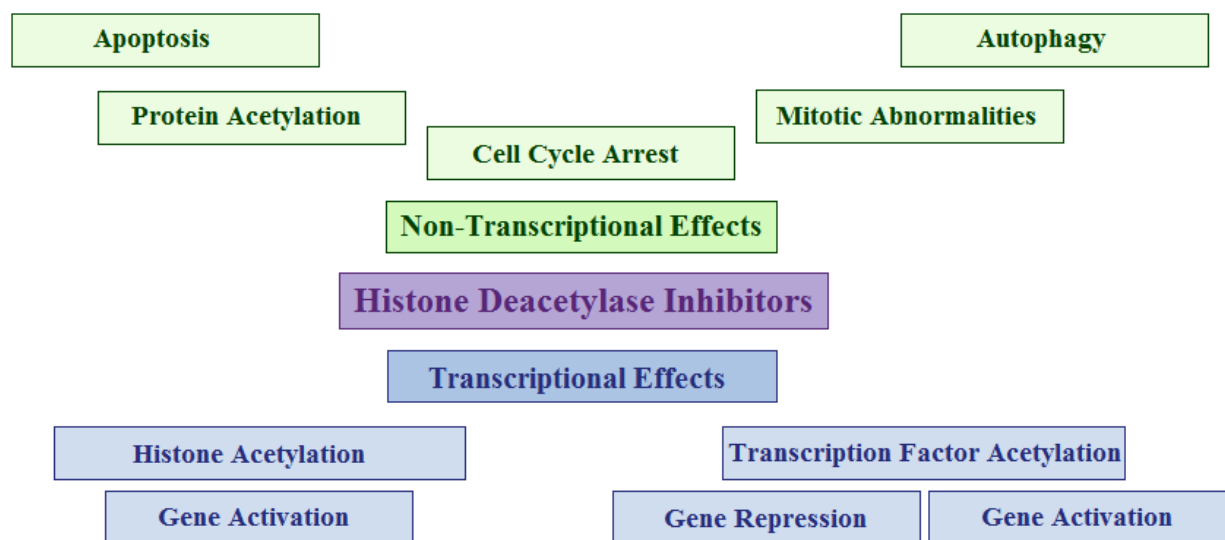 Apoptosis
Autophagy
Protein Acetylation
Mitotic Abnormalities
Cell Cycle Arrest
Non-Transcriptional Effects
Histone Deacetylase Inhibitors
Transcriptional Effects
Histone Acetylation
Transcription Factor Acetylation
Gene Activation
Gene Repression
Gene Activation